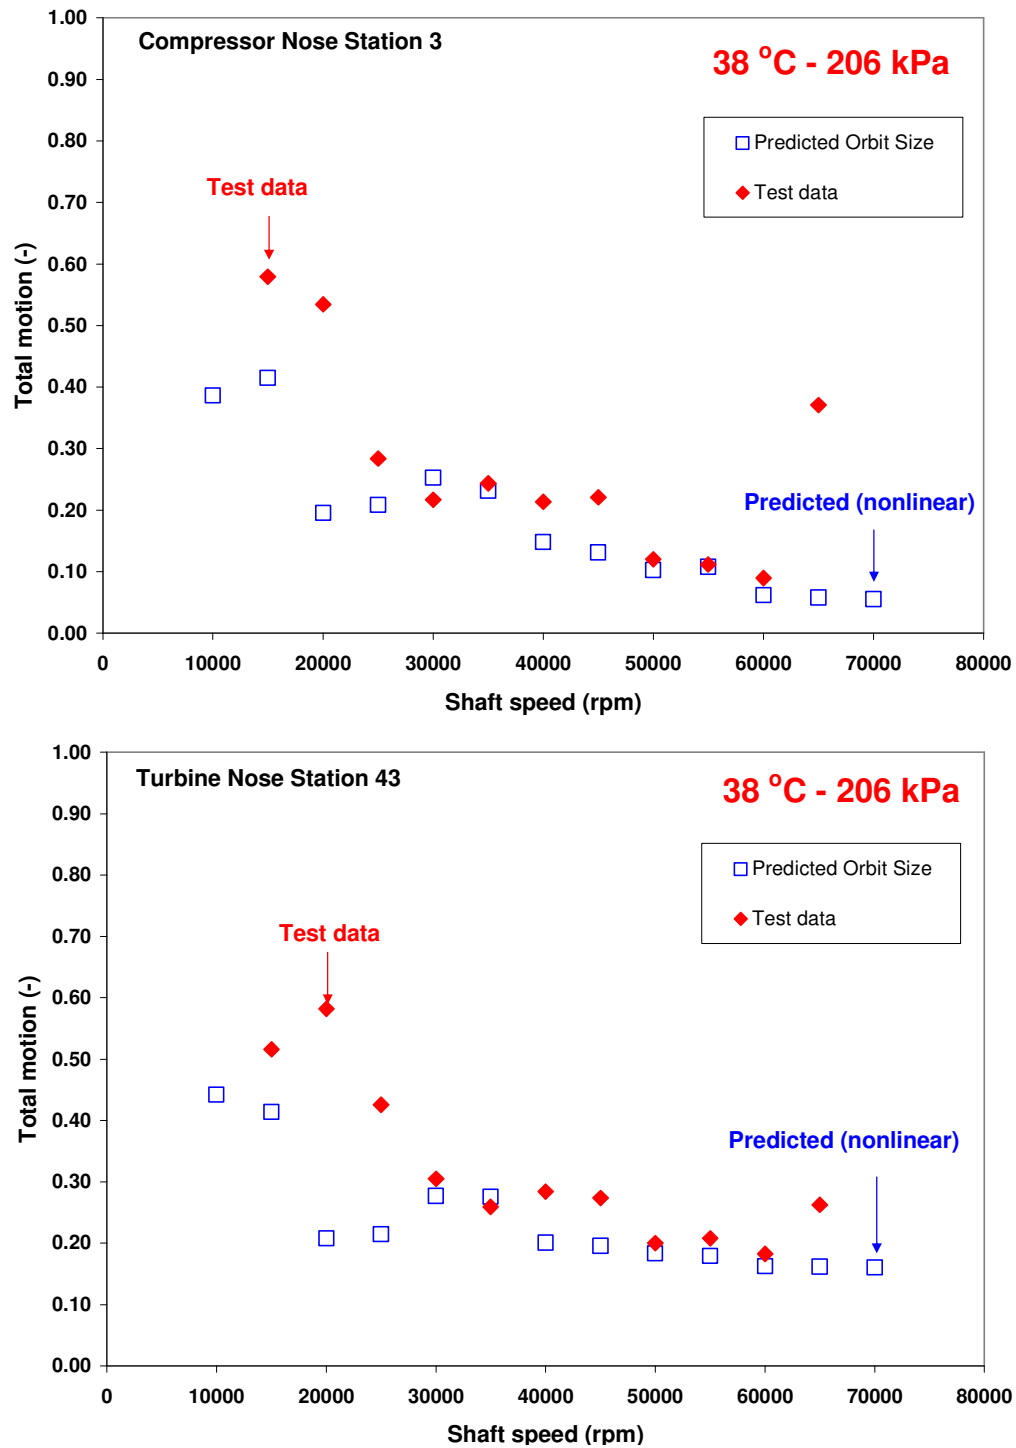 Compressor Nose Station 3
38 °C - 206 kPa
Predicted Orbit Size
Test data
Test data
Predicted (nonlinear)
Total motion (-)
1.00
0.90
0.80
0.70
0.60
0.50
0.40
0.30
0.20
0.10
0.00
0 10000 20000 30000 40000 50000 60000 70000 80000
Shaft speed (rpm)
Turbine Nose Station 43
38 °C - 206 kPa
Predicted Orbit Size
Test data
Test data
Predicted (nonlinear)
Total motion (-)
1.00
0.90
0.80
0.70
0.60
0.50
0.40
0.30
0.20
0.10
0.00
0 10000 20000 30000 40000 50000 60000 70000 80000
Shaft speed (rpm)